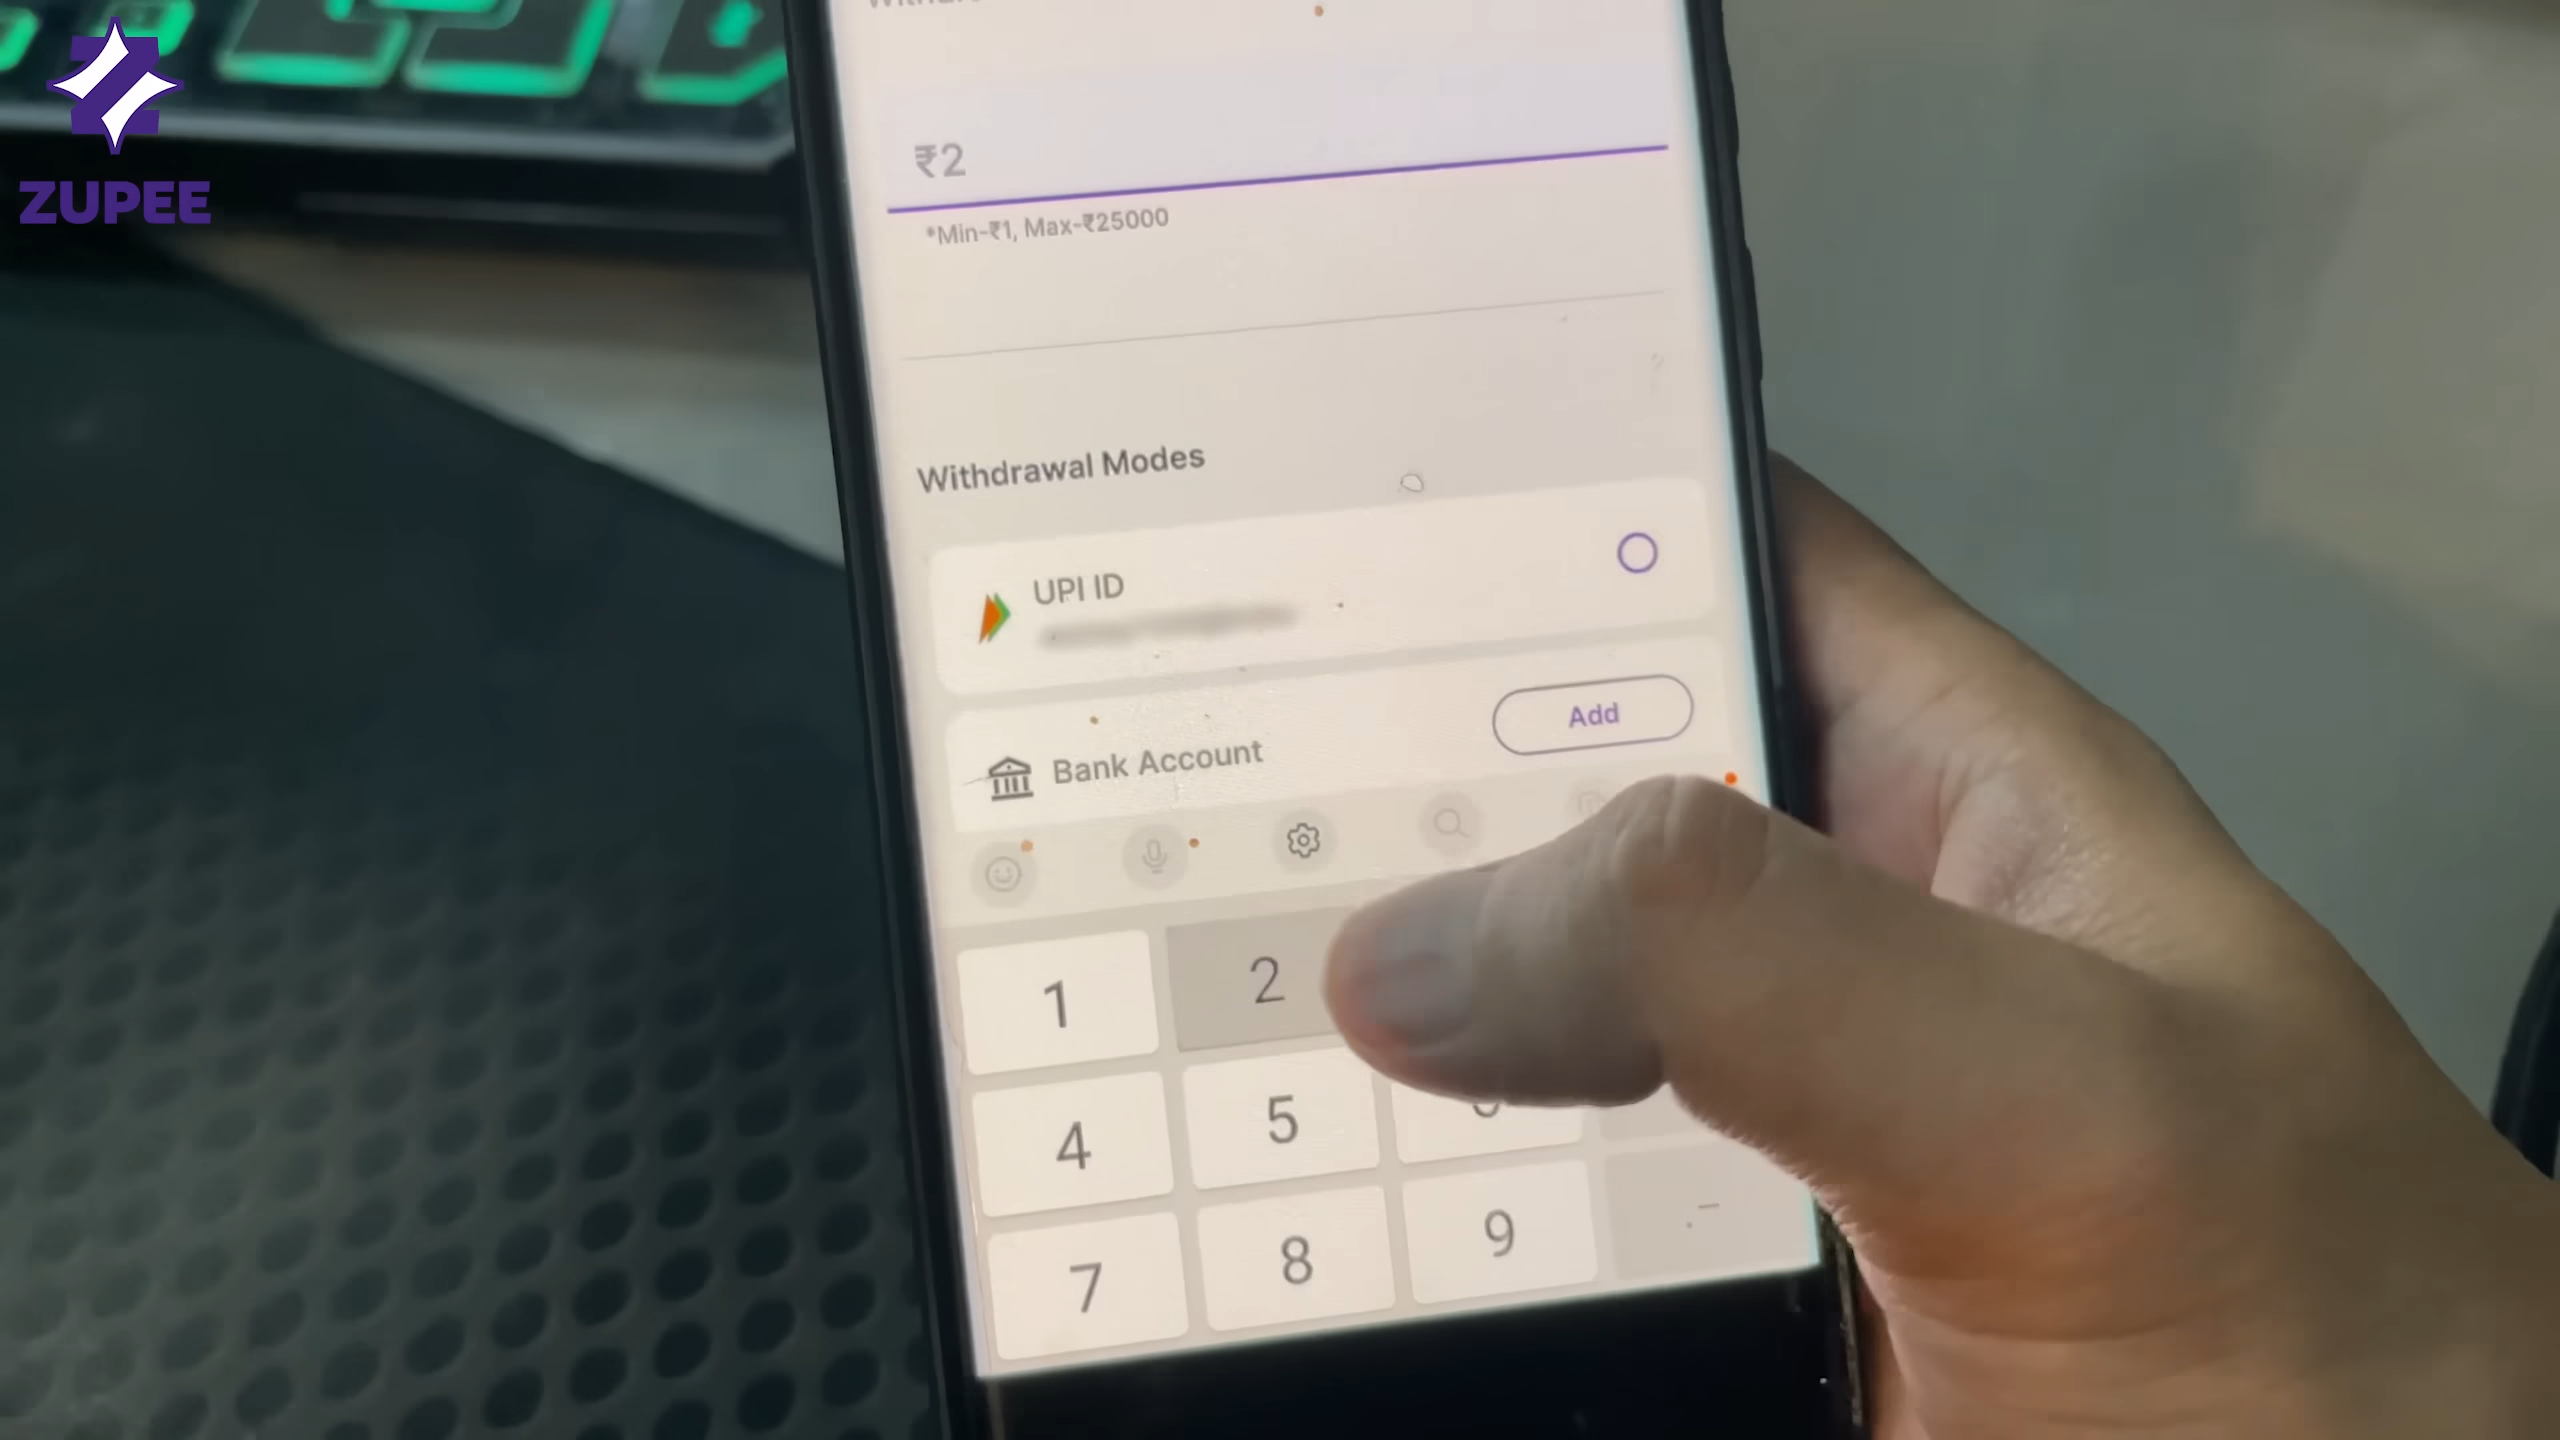 ZUPEE
₹2
*Min-₹1, Max-₹25000
Withdrawal Modes
UPI ID
Bank Account
Add
1
2
4
5
7
8
9
.-